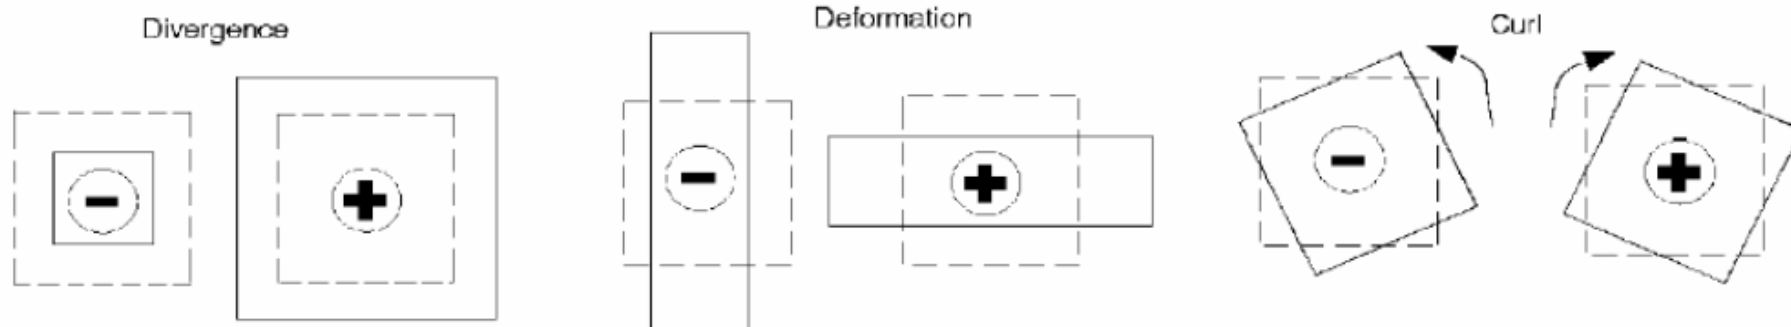 Divergence
Deformation
Curl
-
+
-
+
-
+